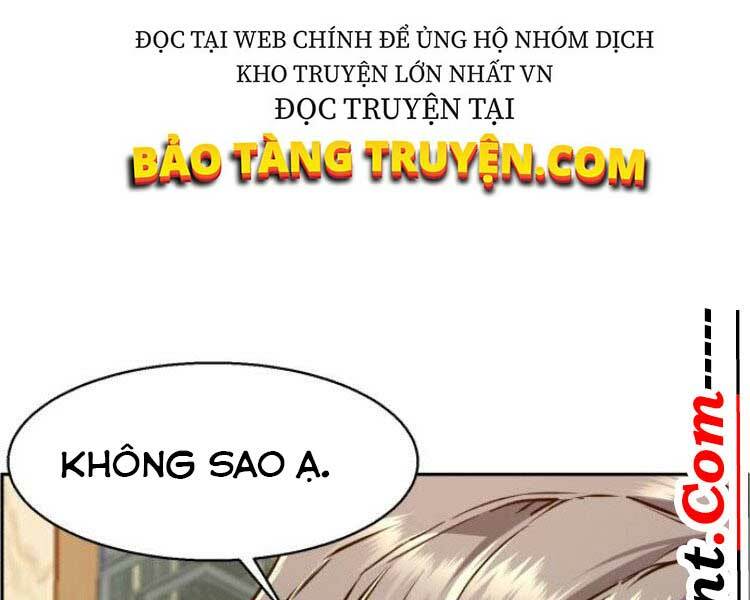 ĐỌC TẠI WEB CHÍNH ĐỂ ỦNG HỘ NHÓM DỊCH
KHO TRUYỆN LỚN NHẤT VN
ĐỌC TRUYỆN TẠI
BẢO TÀNG TRUYỆN.COM
KHÔNG SAO Ạ.
nt.Com-----